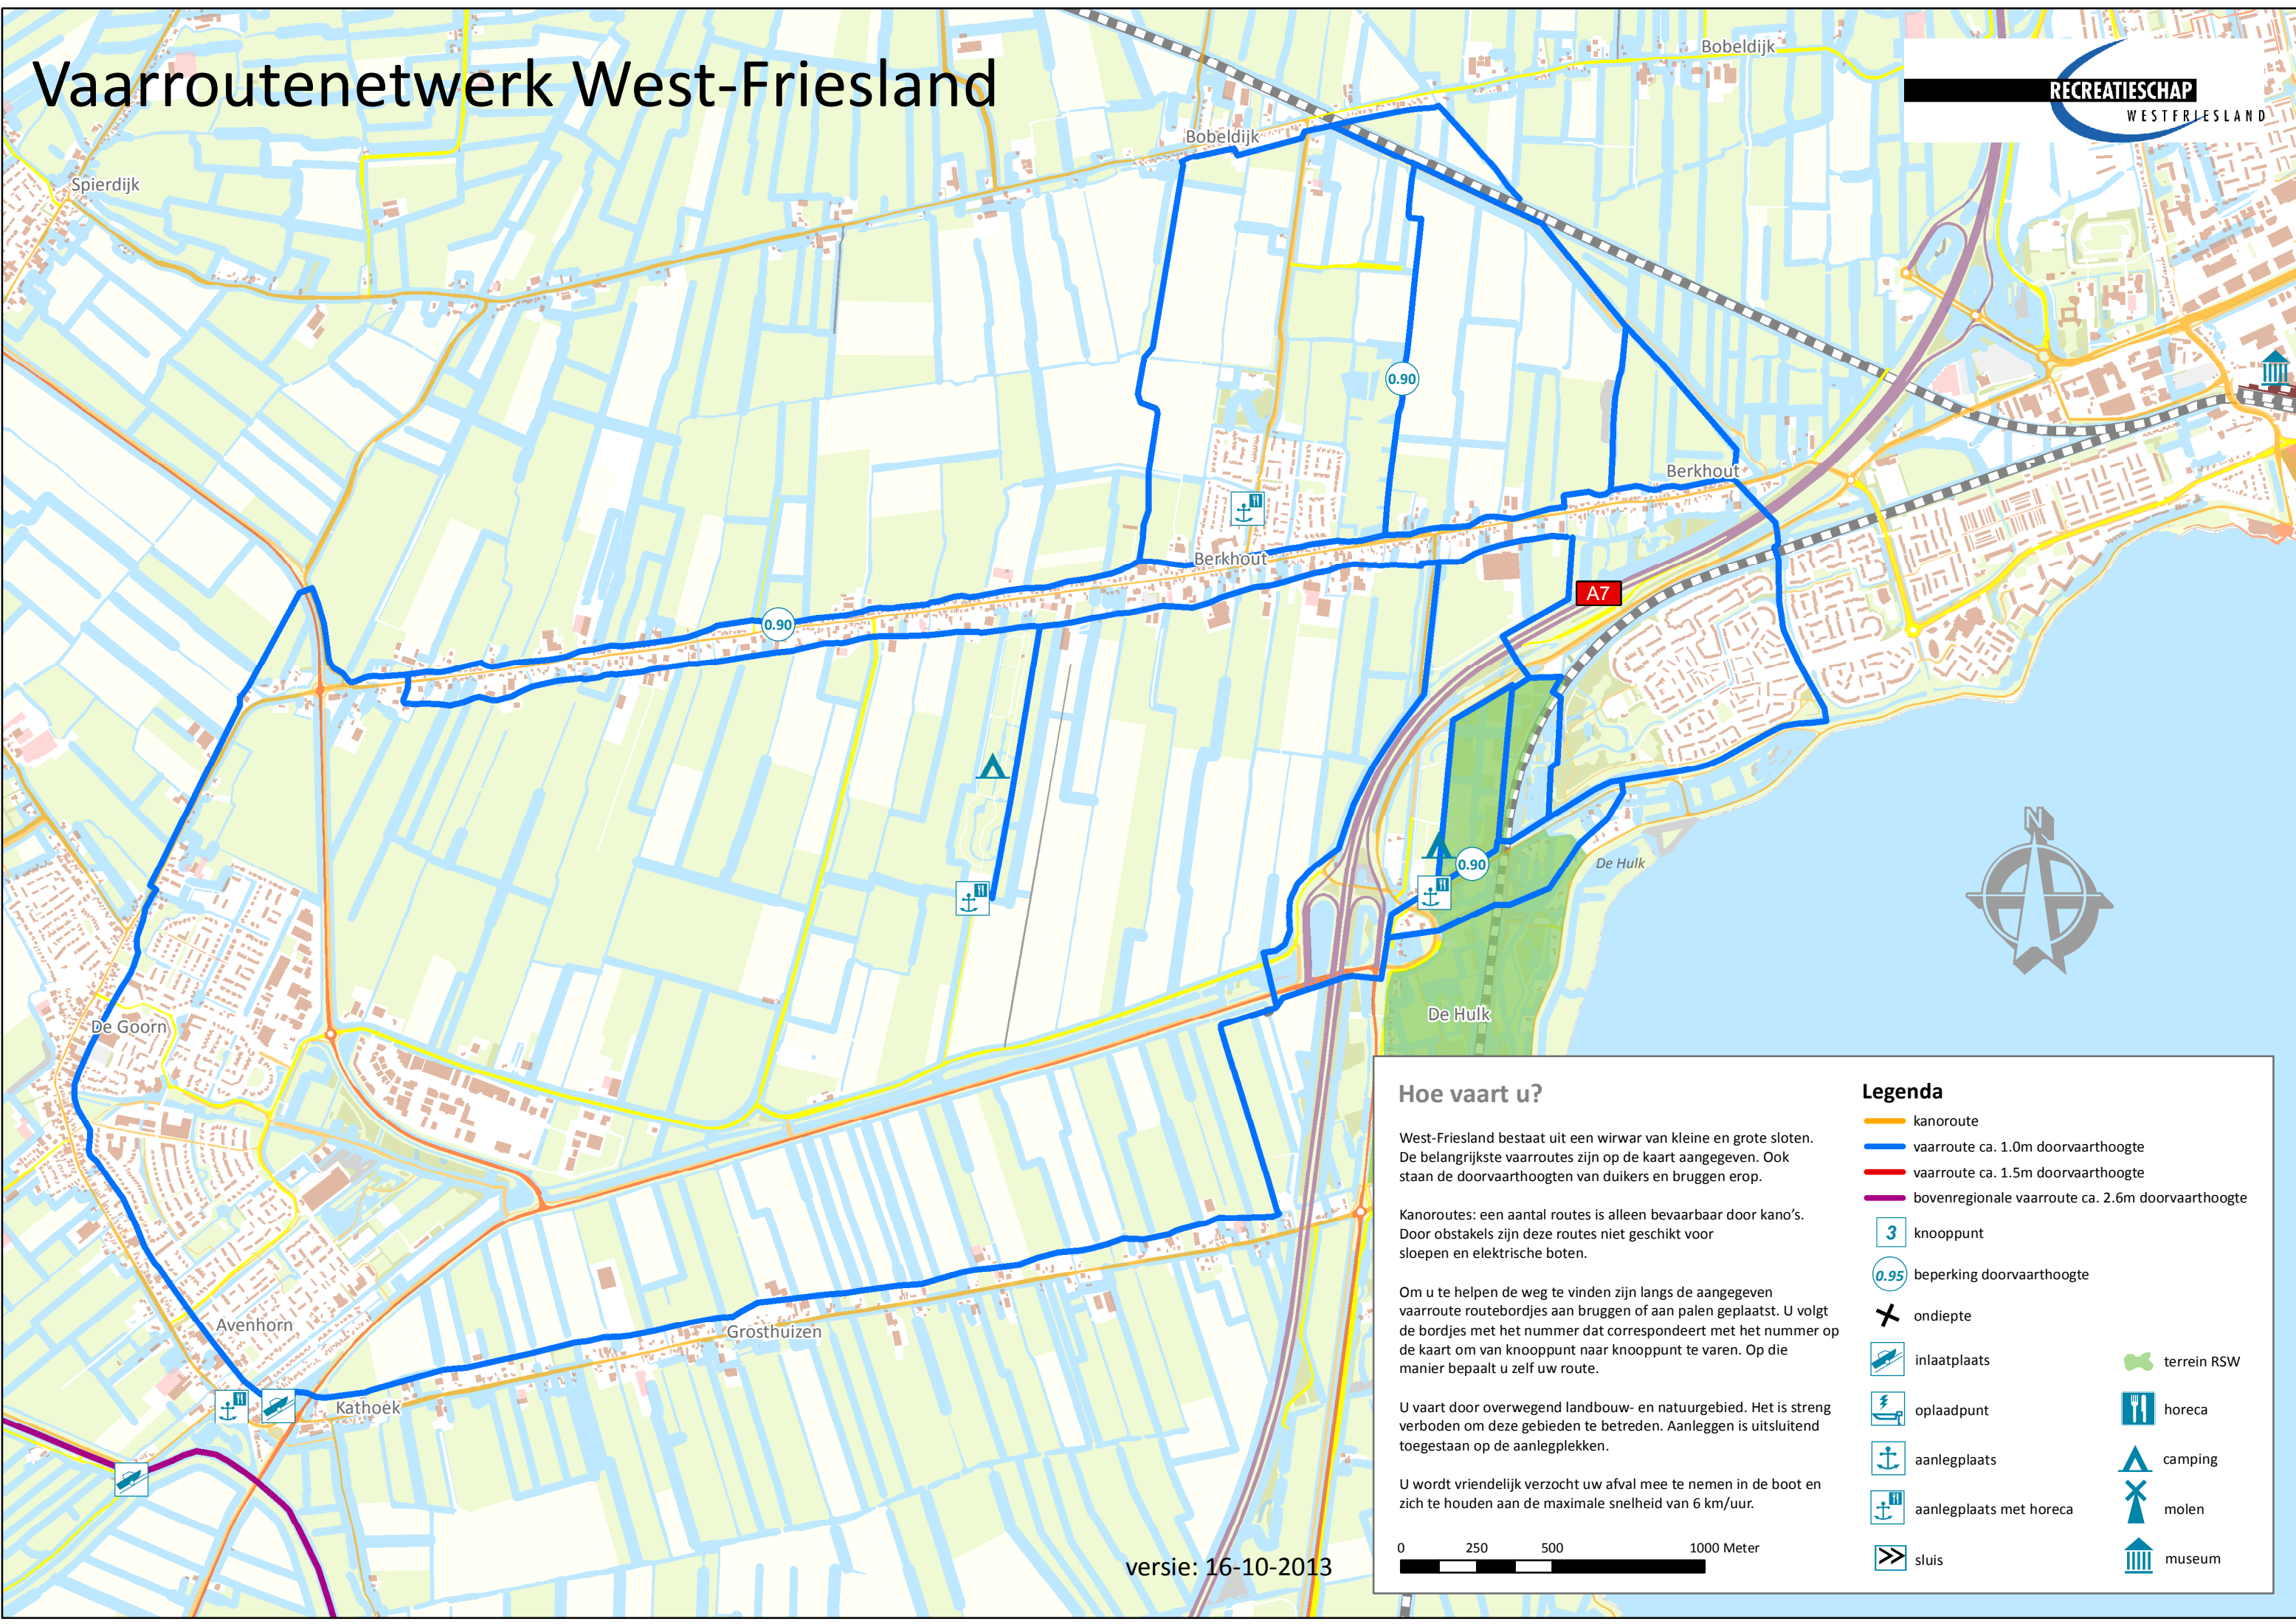 Vaarroutenetwerk West-Friesland
RECREATIESCHAP
WESTFRIESLAND
Bobeldijk
Bobeldijk
Spierdijk
0.90
Berkhout
Berkhout
A7
0.90
0.90
De Hulk
De Hulk
De Goorn
Avenhorn
Grosthuizen
Kathoek
N
versie: 16-10-2013
Hoe vaart u?
West-Friesland bestaat uit een wirwar van kleine en grote sloten.
De belangrijkste vaarroutes zijn op de kaart aangegeven. Ook
staan de doorvaarthoogten van duikers en bruggen erop.
Kanoroutes: een aantal routes is alleen bevaarbaar door kano's.
Door obstakels zijn deze routes niet geschikt voor
sloepen en elektrische boten.
Om u te helpen de weg te vinden zijn langs de aangegeven
vaarroute routebordjes aan bruggen of aan palen geplaatst. U volgt
de bordjes met het nummer dat correspondeert met het nummer op
de kaart om van knooppunt naar knooppunt te varen. Op die
manier bepaalt u zelf uw route.
U vaart door overwegend landbouw- en natuurgebied. Het is streng
verboden om deze gebieden te betreden. Aanleggen is uitsluitend
toegestaan op de aanlegplekken.
U wordt vriendelijk verzocht uw afval mee te nemen in de boot en
zich te houden aan de maximale snelheid van 6 km/uur.
0 250 500 1000 Meter
Legenda
kanoroute
vaarroute ca. 1.0m doorvaarthoogte
vaarroute ca. 1.5m doorvaarthoogte
bovenregionale vaarroute ca. 2.6m doorvaarthoogte
3 knooppunt
0.95 beperking doorvaarthoogte
ondiepte
inlaatplaats
oplaadpunt
aanlegplaats
aanlegplaats met horeca
sluis
terrein RSW
horeca
camping
molen
museum